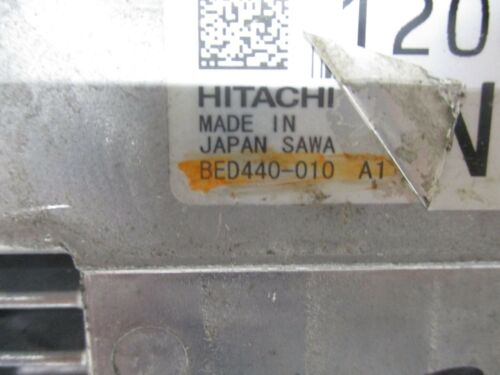 120
HITACHI
MADE IN
JAPAN SAWA
BED440-010 A1
N